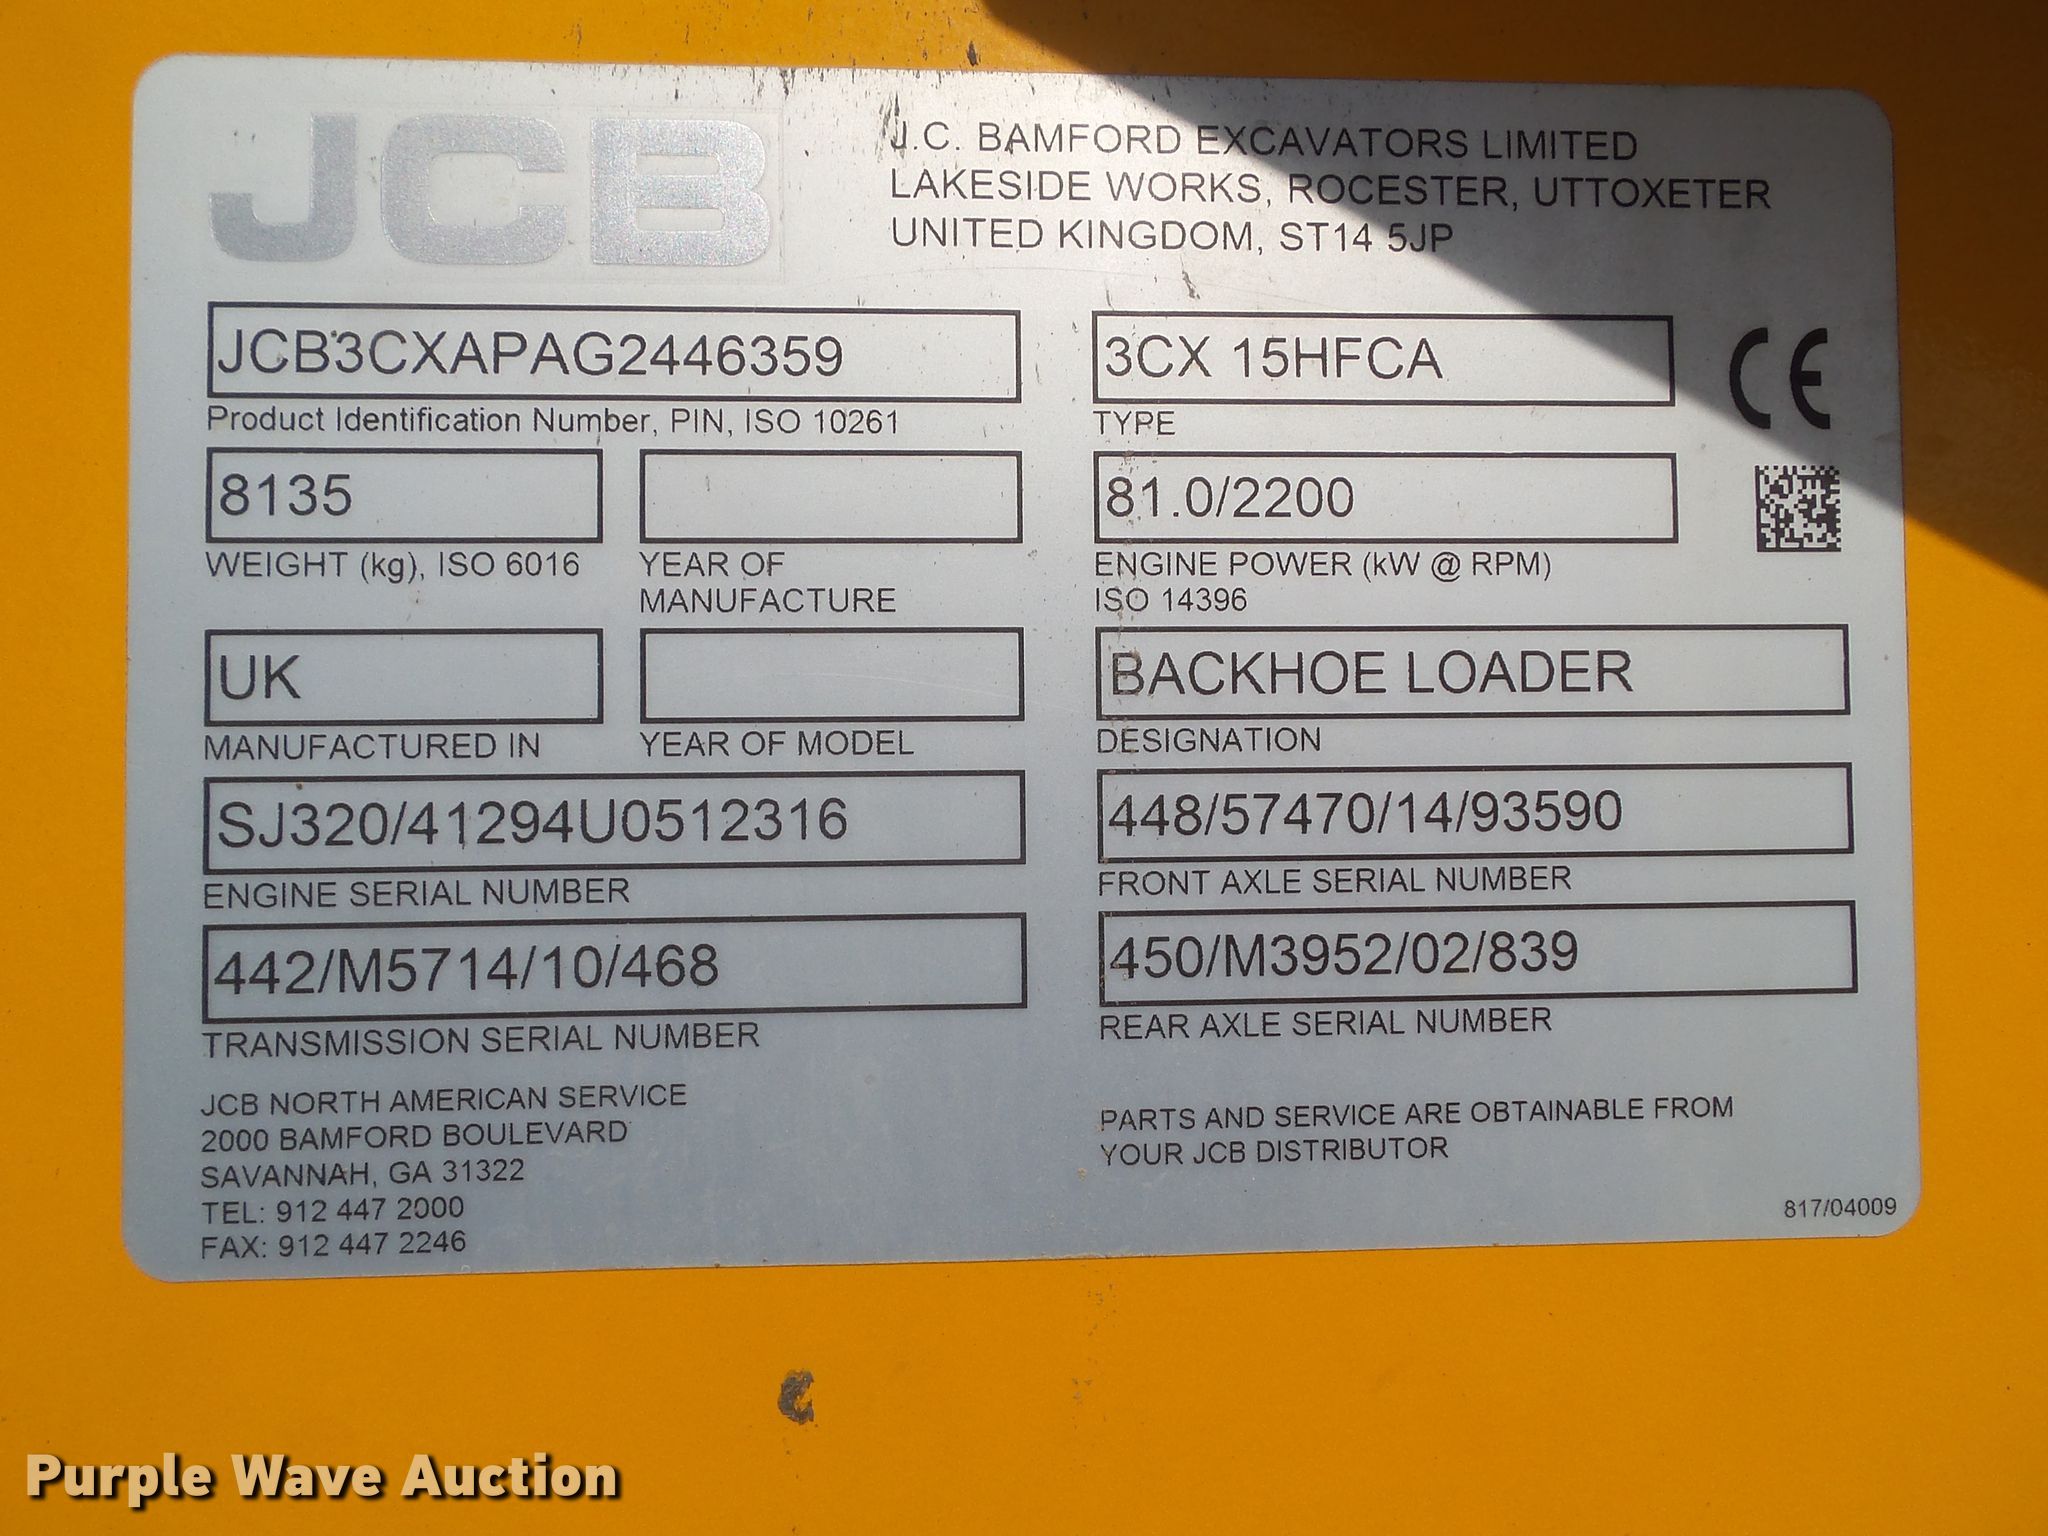 JCB
J.C. BAMFORD EXCAVATORS LIMITED
LAKESIDE WORKS, ROCESTER, UTTOXETER
UNITED KINGDOM, ST14 5JP
JCB3CXAPAG2446359
Product Identification Number, PIN, ISO 10261
3CX 15HFCA
TYPE
CE
8135
WEIGHT (kg), ISO 6016
YEAR OF
MANUFACTURE
81.0/2200
ENGINE POWER (kW @ RPM)
ISO 14396
UK
MANUFACTURED IN
YEAR OF MODEL
BACKHOE LOADER
DESIGNATION
SJ320/41294U0512316
ENGINE SERIAL NUMBER
448/57470/14/93590
FRONT AXLE SERIAL NUMBER
442/M5714/10/468
TRANSMISSION SERIAL NUMBER
450/M3952/02/839
REAR AXLE SERIAL NUMBER
JCB NORTH AMERICAN SERVICE
2000 BAMFORD BOULEVARD
SAVANNAH, GA 31322
TEL: 912 447 2000
FAX: 912 447 2246
PARTS AND SERVICE ARE OBTAINABLE FROM
YOUR JCB DISTRIBUTOR
817/04009
Purple Wave Auction